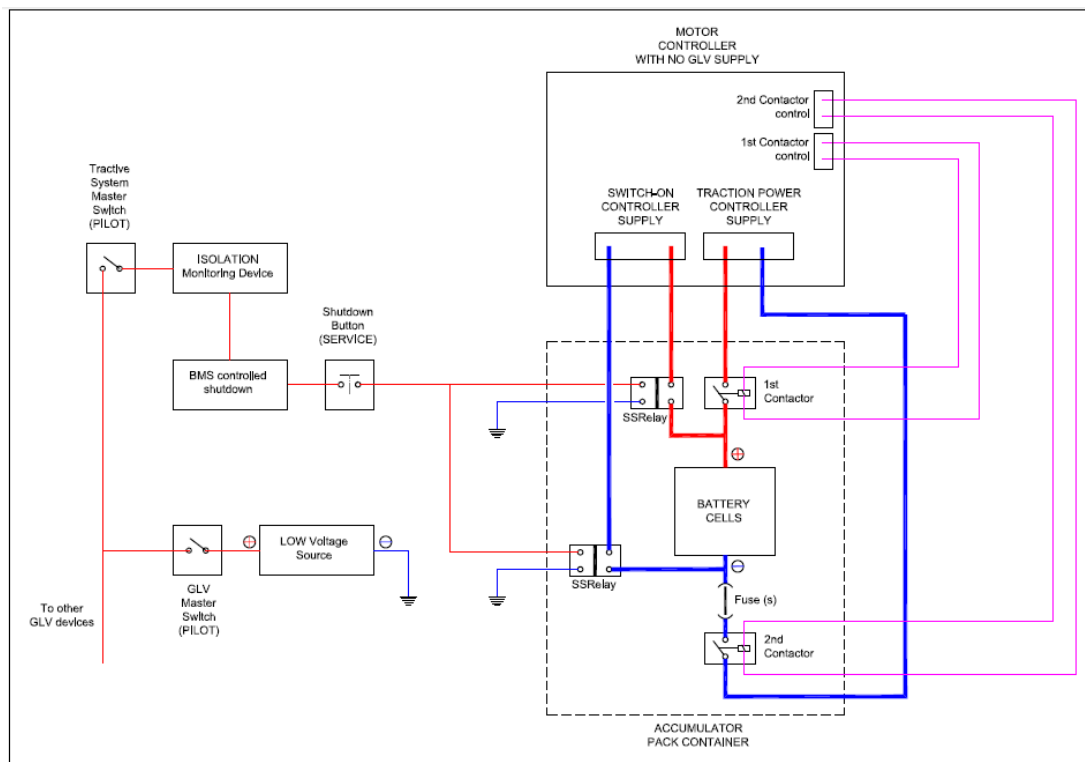 MOTOR
CONTROLLER
WITH NO GLV SUPPLY
2nd Contactor
control
1st Contactor
control
Tractive
System
Master
Switch
(PILOT)
SWITCH-ON
CONTROLLER
SUPPLY
TRACTION POWER
CONTROLLER
SUPPLY
ISOLATION
Monitoring Device
Shutdown
Button
(SERVICE)
BMS controlled
shutdown
1st
Contactor
SSRelay
+
BATTERY
CELLS
+
LOW Voltage
Source
−
−
SSRelay
Fuse (s)
To other
GLV devices
GLV
Master
Switch
(PILOT)
2nd
Contactor
ACCUMULATOR
PACK CONTAINER